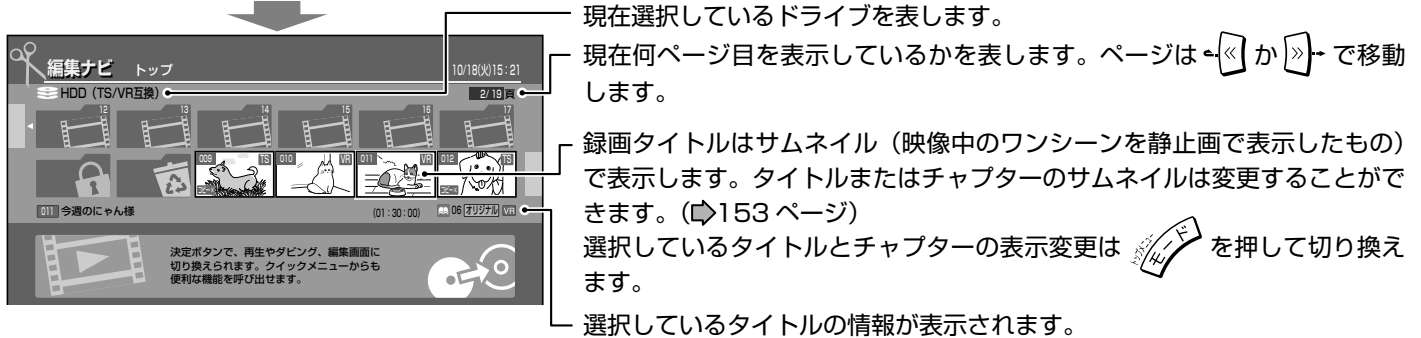 現在選択しているドライブを表します。
現在何ページ目を表示しているかを表します。ページは « か » で移動
します。
録画タイトルはサムネイル（映像中のワンシーンを静止画で表示したもの）
で表示します。タイトルまたはチャプターのサムネイルは変更することがで
きます。（➪153 ページ）
選択しているタイトルとチャプターの表示変更は トップメニュー モード を押して切り換え
ます。
選択しているタイトルの情報が表示されます。
編集ナビ トップ 10/18(火)15:21
HDD（TS/VR互換） 2/19頁
12 13 14 15 16 17
009 TS 010 VR 011 VR 012 TS
コピー× コピー×
011 今週のにゃん様 (01:30:00) 06 オリジナル VR
決定ボタンで、再生やダビング、編集画面に
切り換えられます。クイックメニューからも
便利な機能を呼び出せます。